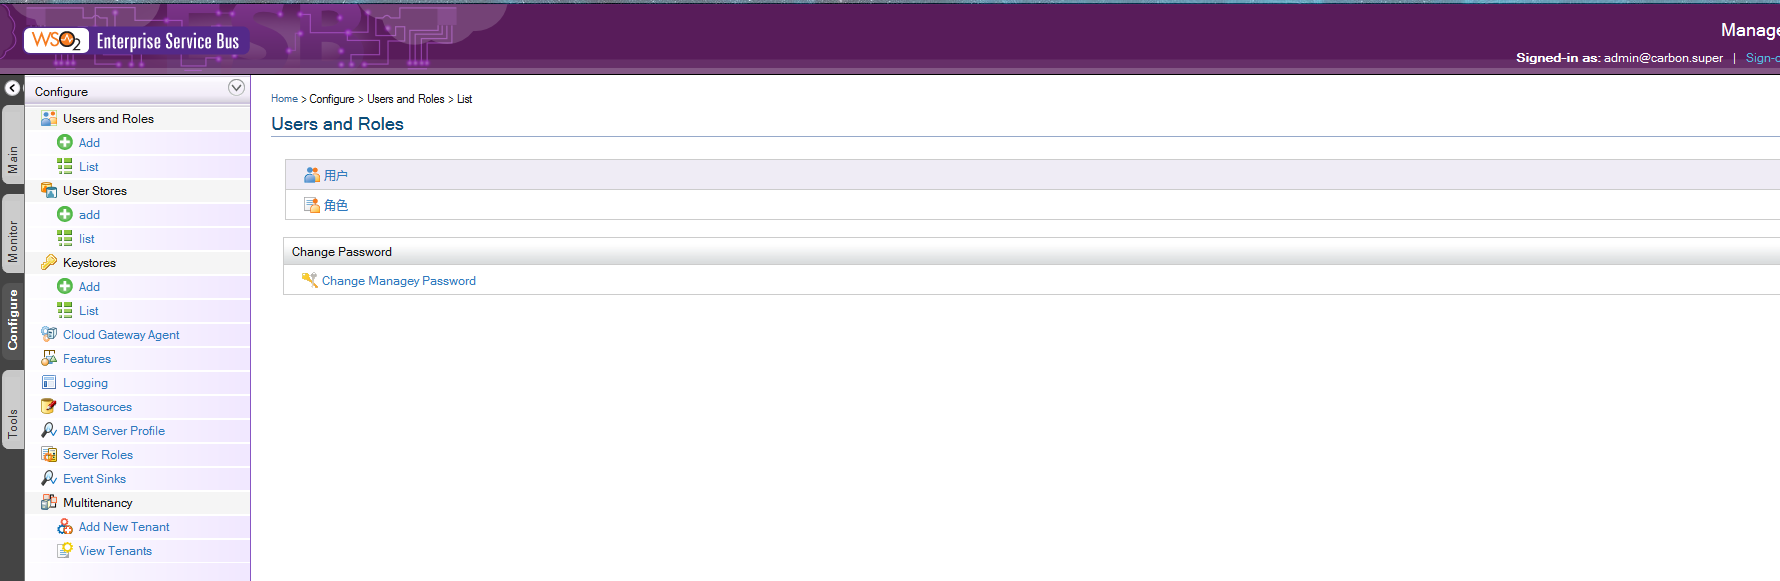 WSO2 Enterprise Service Bus
Manage
Signed-in as: admin@carbon.super | Sign-o
Main
Monitor
Configure
Tools
Configure
Users and Roles
Add
List
User Stores
add
list
Keystores
Add
List
Cloud Gateway Agent
Features
Logging
Datasources
BAM Server Profile
Server Roles
Event Sinks
Multitenancy
Add New Tenant
View Tenants
Home > Configure > Users and Roles > List
Users and Roles
用户
角色
Change Password
Change Managey Password